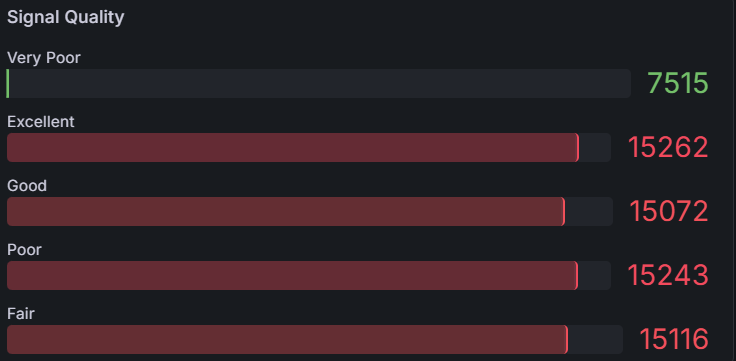 Signal Quality
Very Poor
7515
Excellent
15262
Good
15072
Poor
15243
Fair
15116